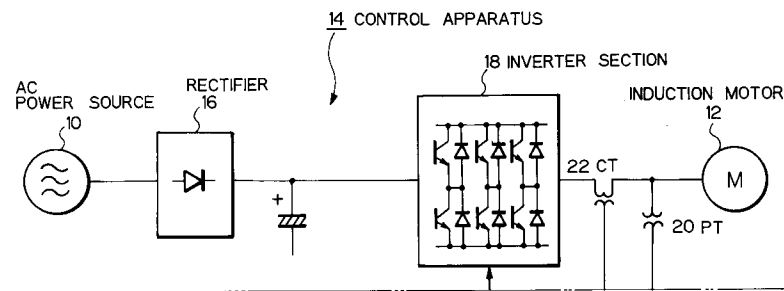 14 CONTROL APPARATUS
AC
POWER SOURCE
10
RECTIFIER
16
18 INVERTER SECTION
INDUCTION MOTOR
12
22 CT
M
20 PT
+